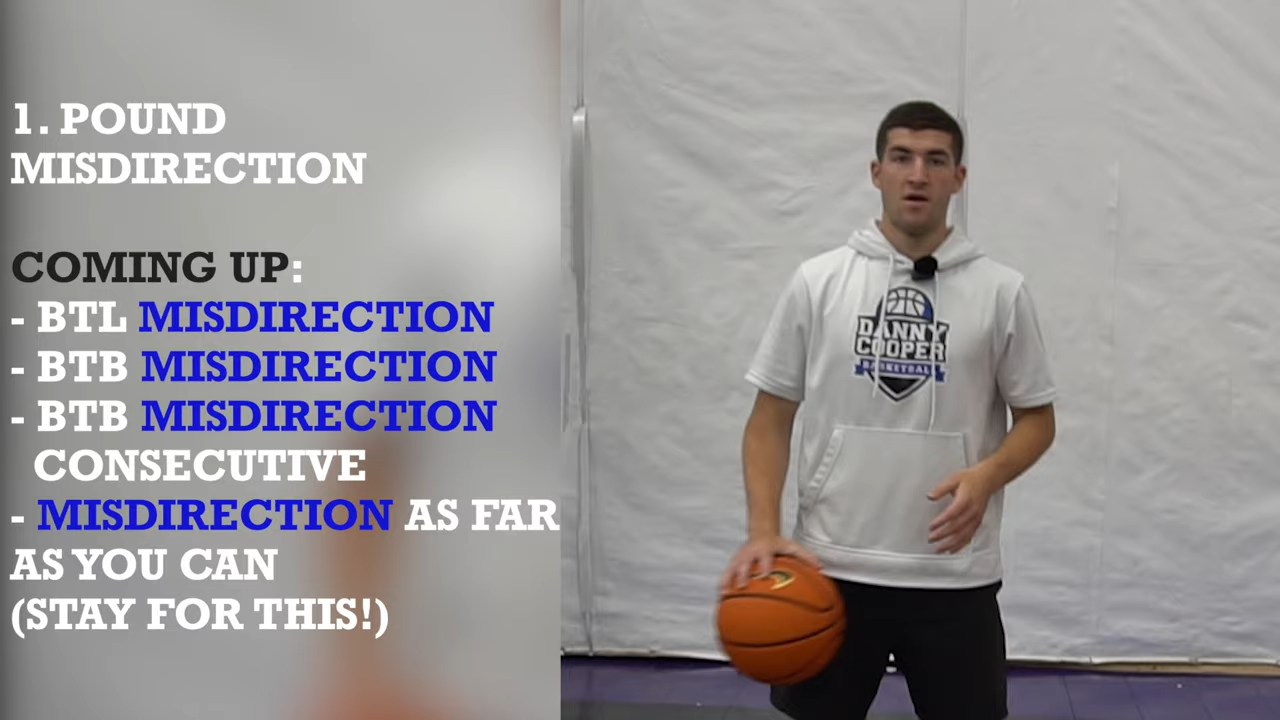 1. POUND
MISDIRECTION
COMING UP:
- BTL MISDIRECTION
- BTB MISDIRECTION
- BTB MISDIRECTION
CONSECUTIVE
- MISDIRECTION AS FAR
AS YOU CAN
(STAY FOR THIS!)
DANNY
COOPER
BASKETBALL